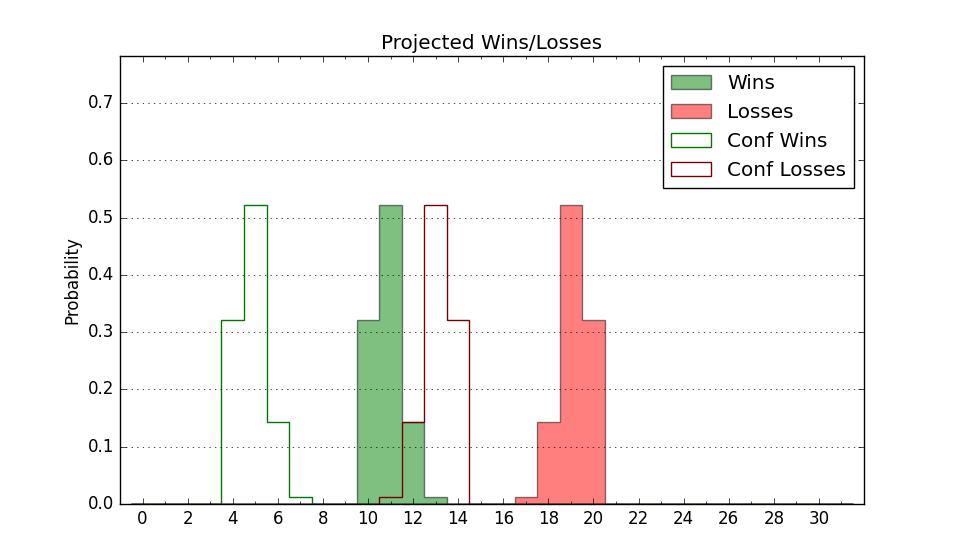 Projected Wins/Losses
Wins
Losses
Conf Wins
Conf Losses
Probability
0.7
0.6
0.5
0.4
0.3
0.2
0.1
0.0
0 2 4 6 8 10 12 14 16 18 20 22 24 26 28 30